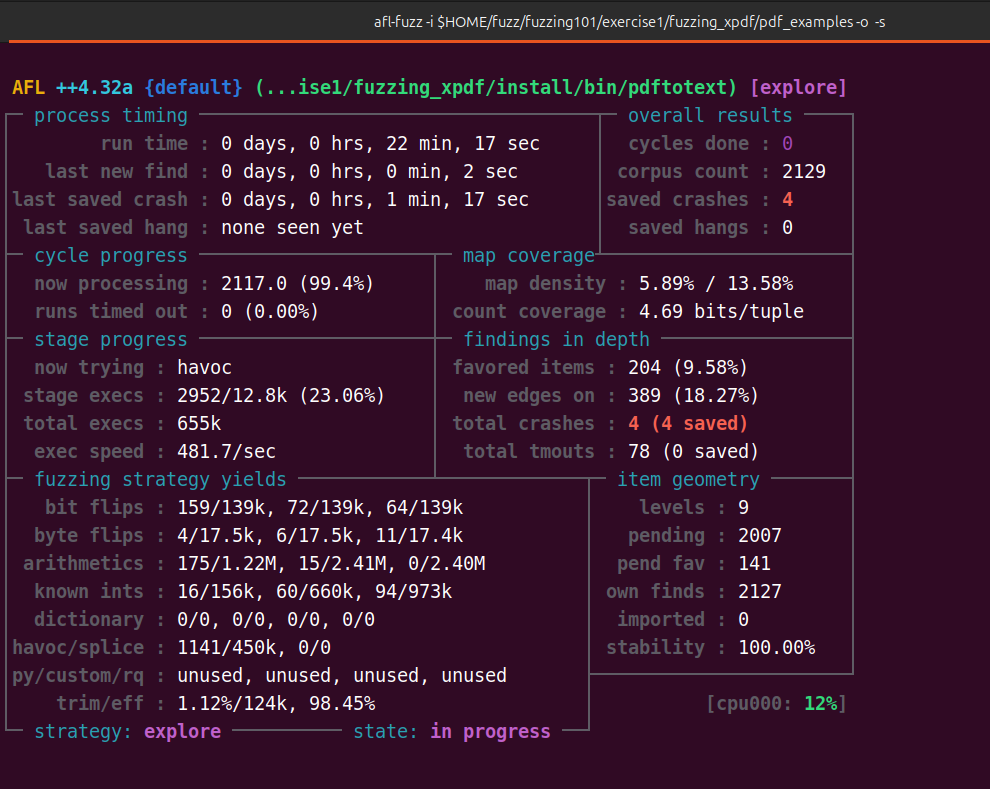 afl-fuzz -i $HOME/fuzz/fuzzing101/exercise1/fuzzing_xpdf/pdf_examples -o -s
AFL ++4.32a {default} (...ise1/fuzzing_xpdf/install/bin/pdftotext) [explore]
process timing overall results
run time : 0 days, 0 hrs, 22 min, 17 sec cycles done : 0
last new find : 0 days, 0 hrs, 0 min, 2 sec corpus count : 2129
last saved crash : 0 days, 0 hrs, 1 min, 17 sec saved crashes : 4
last saved hang : none seen yet saved hangs : 0
cycle progress map coverage
now processing : 2117.0 (99.4%) map density : 5.89% / 13.58%
runs timed out : 0 (0.00%) count coverage : 4.69 bits/tuple
stage progress findings in depth
now trying : havoc favored items : 204 (9.58%)
stage execs : 2952/12.8k (23.06%) new edges on : 389 (18.27%)
total execs : 655k total crashes : 4 (4 saved)
exec speed : 481.7/sec total tmouts : 78 (0 saved)
fuzzing strategy yields item geometry
bit flips : 159/139k, 72/139k, 64/139k levels : 9
byte flips : 4/17.5k, 6/17.5k, 11/17.4k pending : 2007
arithmetics : 175/1.22M, 15/2.41M, 0/2.40M pend fav : 141
known ints : 16/156k, 60/660k, 94/973k own finds : 2127
dictionary : 0/0, 0/0, 0/0, 0/0 imported : 0
havoc/splice : 1141/450k, 0/0 stability : 100.00%
py/custom/rq : unused, unused, unused, unused
trim/eff : 1.12%/124k, 98.45% [cpu000: 12%]
strategy: explore state: in progress